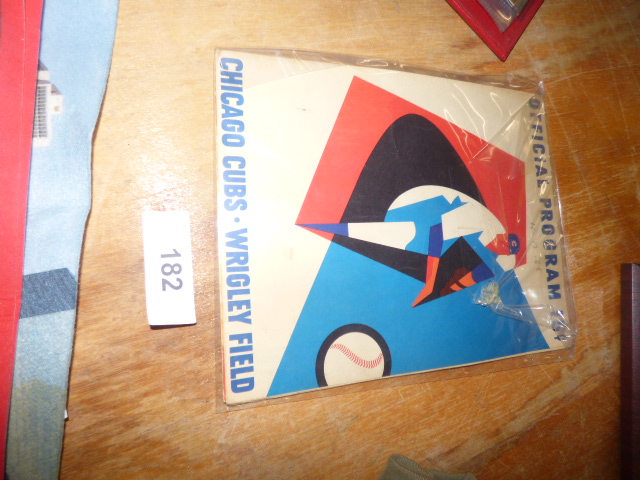 CHICAGO CUBS • WRIGLEY FIELD
OFFICIAL PROGRAM
182